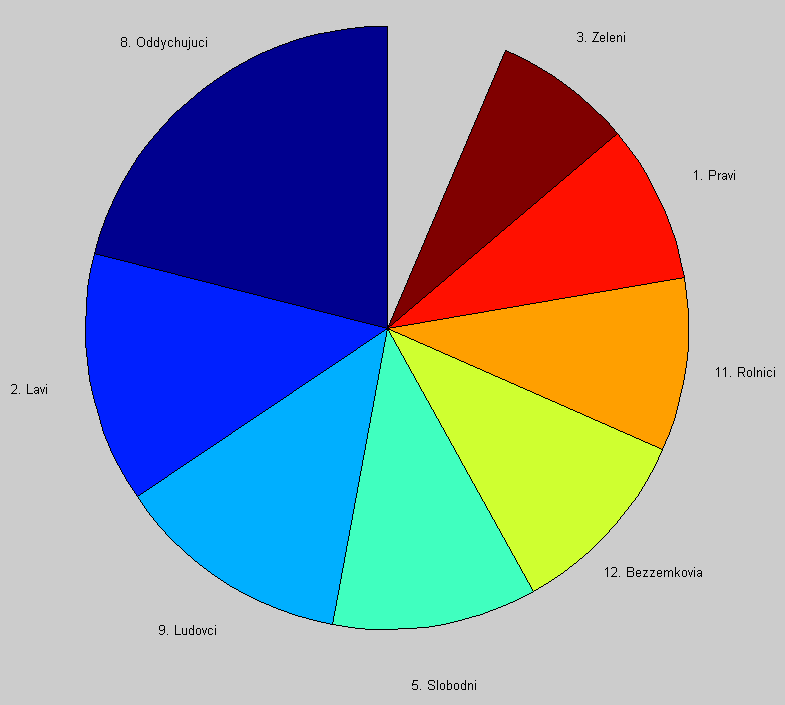 3. Zeleni
8. Oddychujuci
1. Pravi
11. Rolnici
2. Lavi
12. Bezzemkovia
9. Ludovci
5. Slobodni